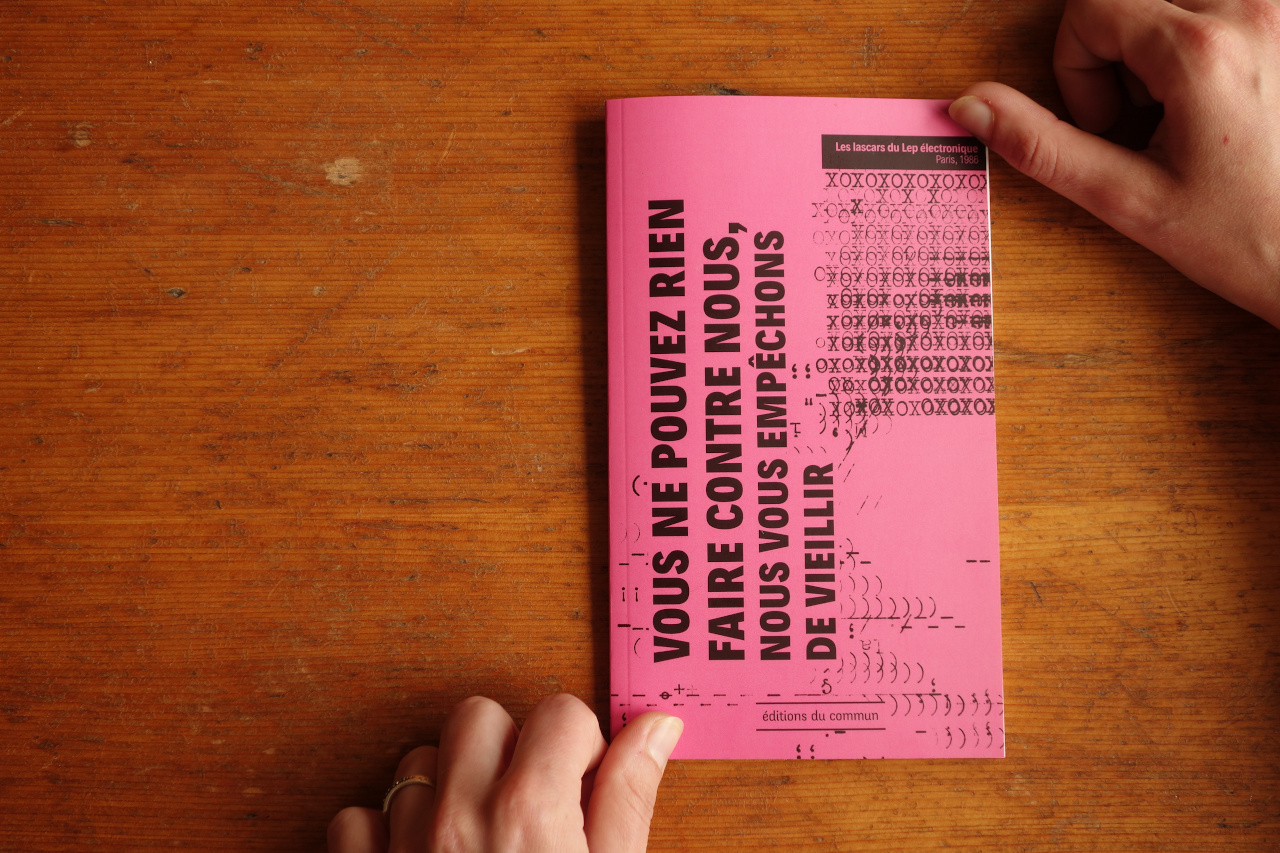 Les lascars du Lep électronique
Paris, 1986
VOUS NE POUVEZ RIEN
FAIRE CONTRE NOUS,
NOUS VOUS EMPÊCHONS
DE VIEILLIR
XOXOXOXOXOXOX
éditions du commun